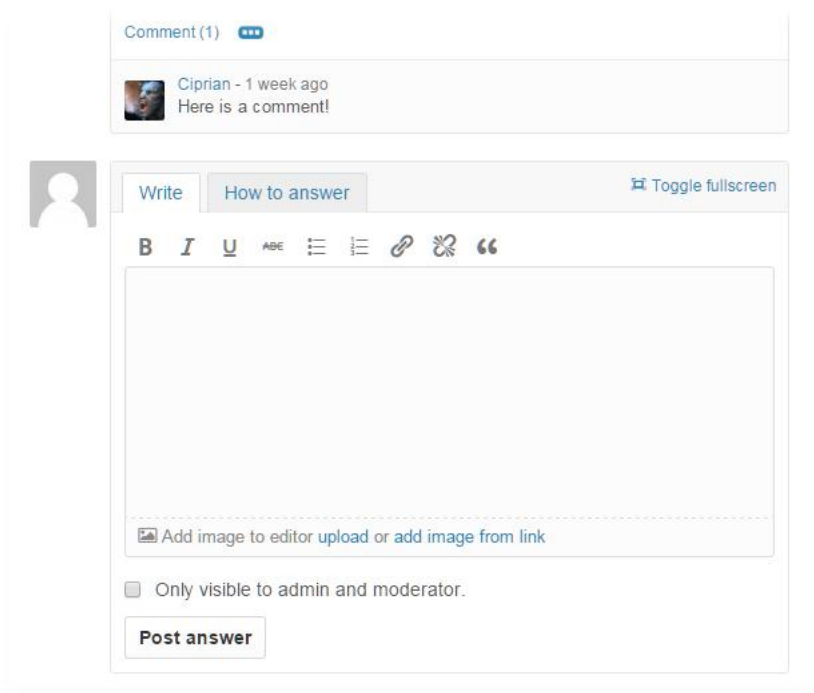 Comment (1)
Ciprian - 1 week ago
Here is a comment!
Write How to answer Toggle fullscreen
B I U ABC
Add image to editor upload or add image from link
Only visible to admin and moderator.
Post answer